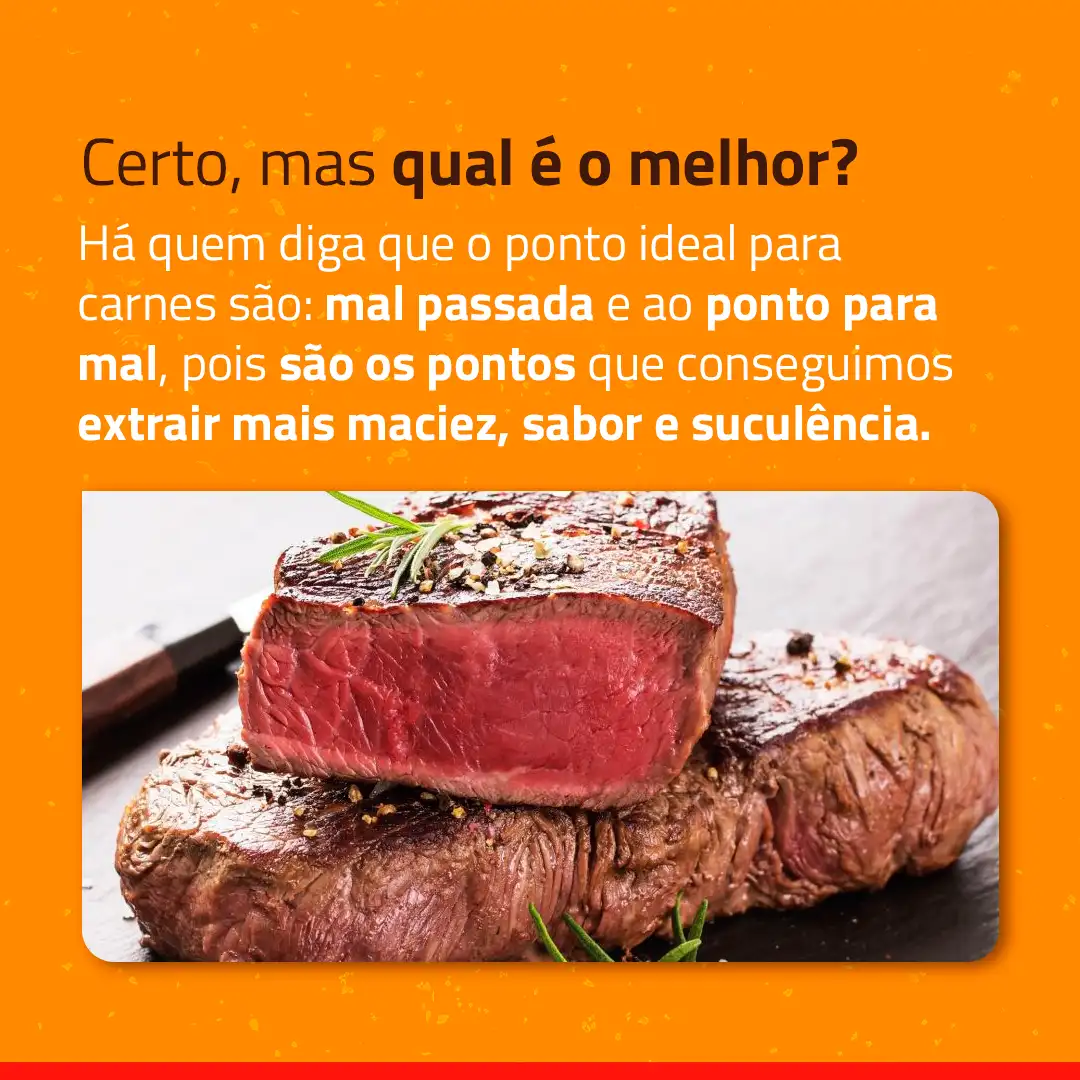 Certo, mas qual é o melhor?
Há quem diga que o ponto ideal para
carnes são: mal passada e ao ponto para
mal, pois são os pontos que conseguimos
extrair mais maciez, sabor e suculência.